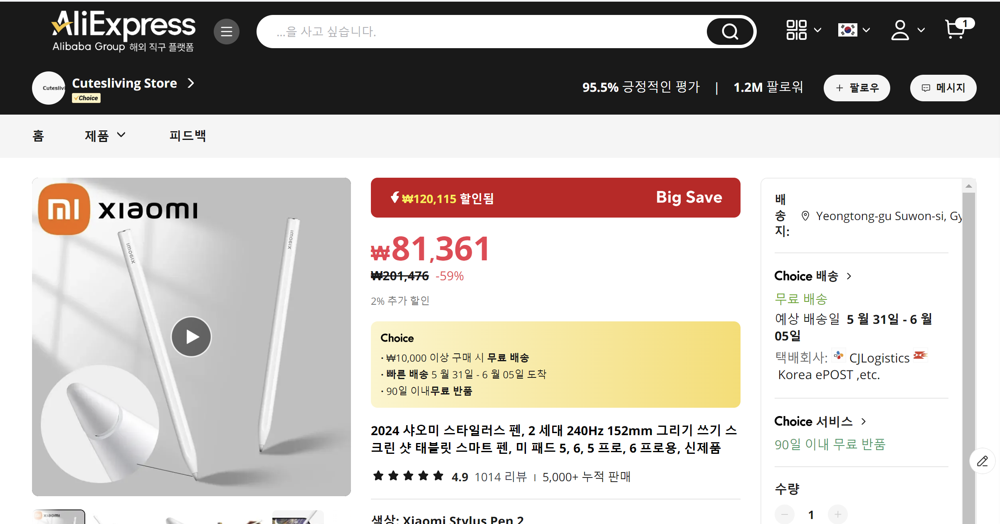 AliExpress
Alibaba Group 해외 직구 플랫폼
...을 사고 싶습니다.
1
Cutesliving Store
Choice
95.5% 긍정적인 평가 | 1.2M 팔로워
+ 팔로우
메시지
홈
제품
피드백
xiaomi
xiaomi
xiaomi
₩120,115 할인됨
Big Save
₩81,361
₩201,476 -59%
2% 추가 할인
Choice
· ₩10,000 이상 구매 시 무료 배송
· 빠른 배송 5 월 31일 - 6 월 05일 도착
· 90일 이내무료 반품
2024 샤오미 스타일러스 펜, 2 세대 240Hz 152mm 그리기 쓰기 스
크린 샷 태블릿 스마트 펜, 미 패드 5, 6, 5 프로, 6 프로용, 신제품
4.9 1014 리뷰 | 5,000+ 누적 판매
색상: Xiaomi Stylus Pen 2
배
송
지:
Yeongtong-gu Suwon-si, Gy
Choice 배송
무료 배송
예상 배송일 5 월 31일 - 6 월
05일
택배회사: CJLogistics
Korea ePOST ,etc.
Choice 서비스
90일 이내 무료 반품
수량
1